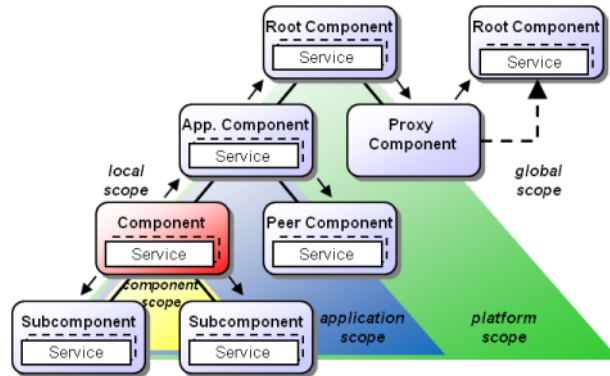 Root Component
Service
Root Component
Service
App. Component
Service
Proxy
Component
local
scope
global
scope
Component
Service
Peer Component
Service
component
scope
Subcomponent
Service
Subcomponent
Service
application
scope
platform
scope